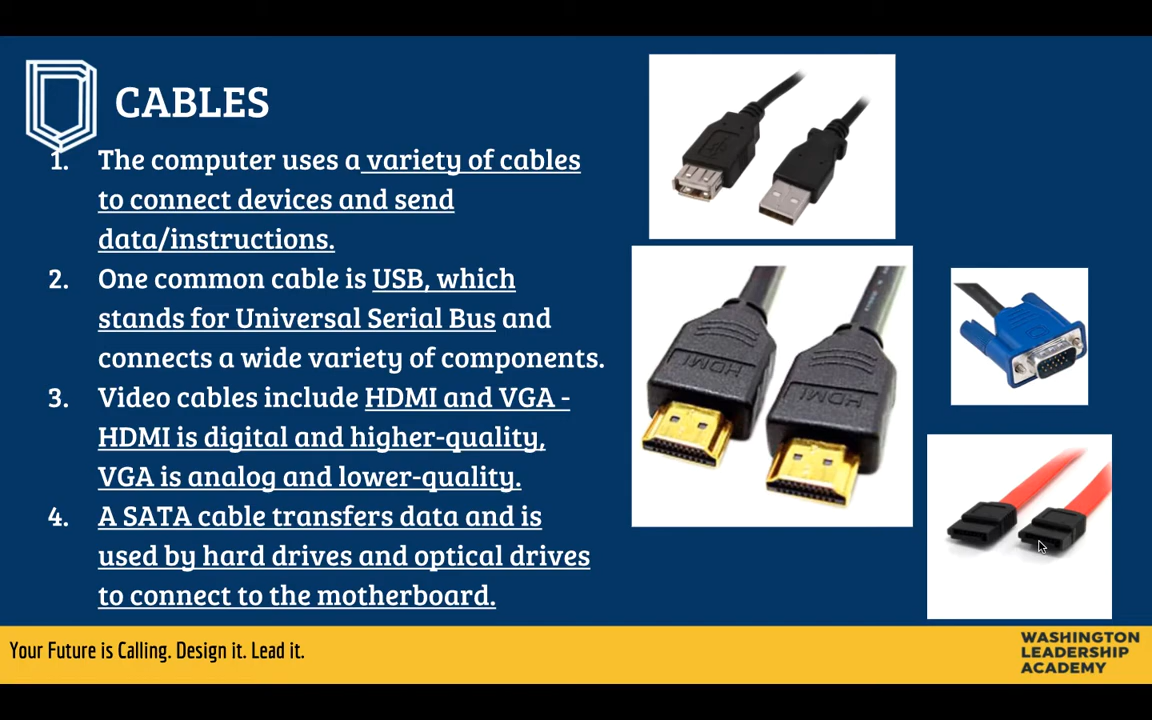 CABLES
1. The computer uses a variety of cables
to connect devices and send
data/instructions.
2. One common cable is USB, which
stands for Universal Serial Bus and
connects a wide variety of components.
3. Video cables include HDMI and VGA -
HDMI is digital and higher-quality,
VGA is analog and lower-quality.
4. A SATA cable transfers data and is
used by hard drives and optical drives
to connect to the motherboard.
HDMI
HDMI
Your Future is Calling. Design it. Lead it.
WASHINGTON
LEADERSHIP
ACADEMY